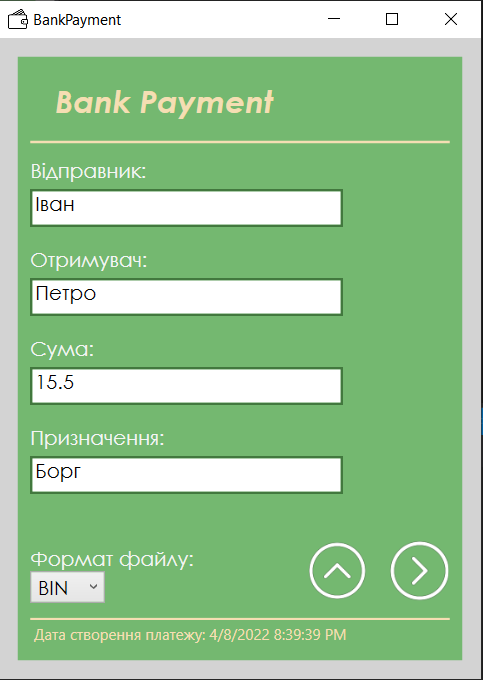 BankPayment
Bank Payment
Відправник:
Іван
Отримувач:
Петро
Сума:
15.5
Призначення:
Борг
Формат файлу:
BIN
Дата створення платежу: 4/8/2022 8:39:39 PM